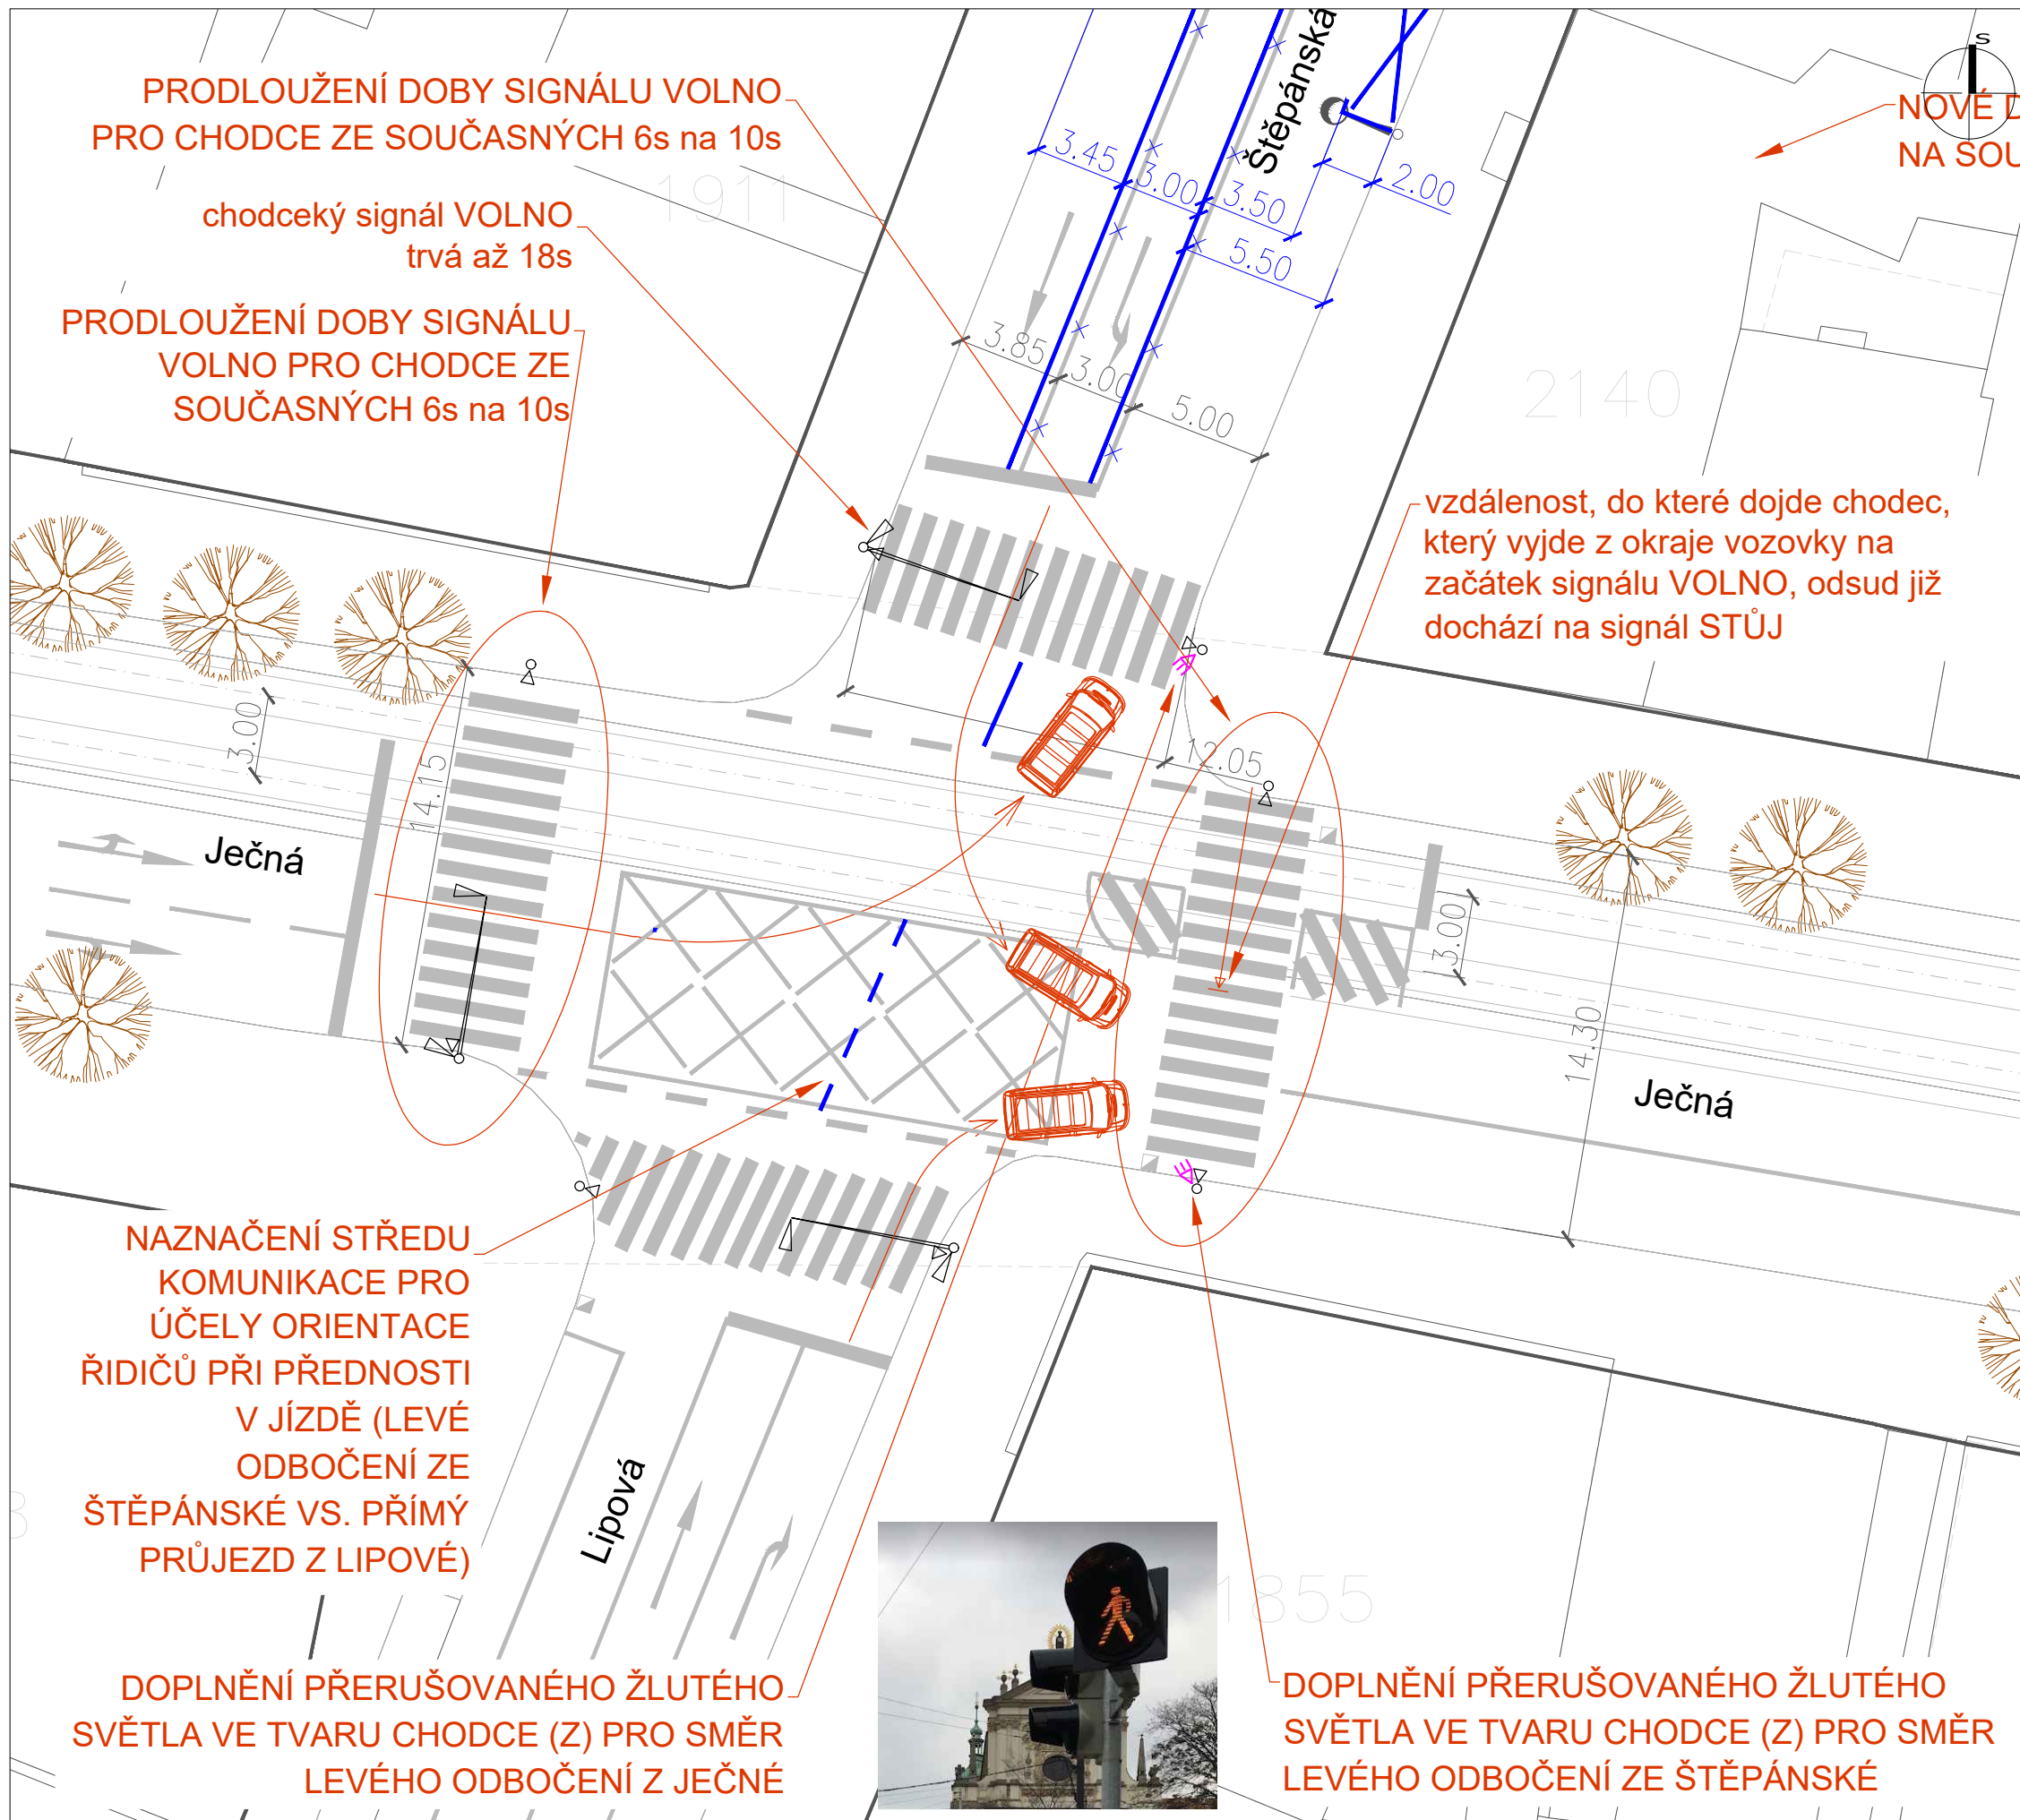 PRODLOUŽENÍ DOBY SIGNÁLU VOLNO
PRO CHODCE ZE SOUČASNÝCH 6s na 10s
chodceký signál VOLNO
trvá až 18s
PRODLOUŽENÍ DOBY SIGNÁLU
VOLNO PRO CHODCE ZE
SOUČASNÝCH 6s na 10s
1911
Štěpánská
3.45
3.00
3.50
2.00
5.50
3.85
3.00
5.00
S
NOVÉ
NA
2140
vzdálenost, do které dojde chodec,
který vyjde z okraje vozovky na
začátek signálu VOLNO, odsud již
dochází na signál STŮJ
3.00
14.15
12.05
Ječná
3.00
14.30
Ječná
NAZNAČENÍ STŘEDU
KOMUNIKACE PRO
ÚČELY ORIENTACE
ŘIDIČŮ PŘI PŘEDNOSTI
V JÍZDĚ (LEVÉ
ODBOČENÍ ZE
ŠTĚPÁNSKÉ VS. PŘÍMÝ
PRŮJEZD Z LIPOVÉ)
Lipová
1855
DOPLNĚNÍ PŘERUŠOVANÉHO ŽLUTÉHO
SVĚTLA VE TVARU CHODCE (Z) PRO SMĚR
LEVÉHO ODBOČENÍ Z JEČNÉ
DOPLNĚNÍ PŘERUŠOVANÉHO ŽLUTÉHO
SVĚTLA VE TVARU CHODCE (Z) PRO SMĚR
LEVÉHO ODBOČENÍ ZE ŠTĚPÁNSKÉ